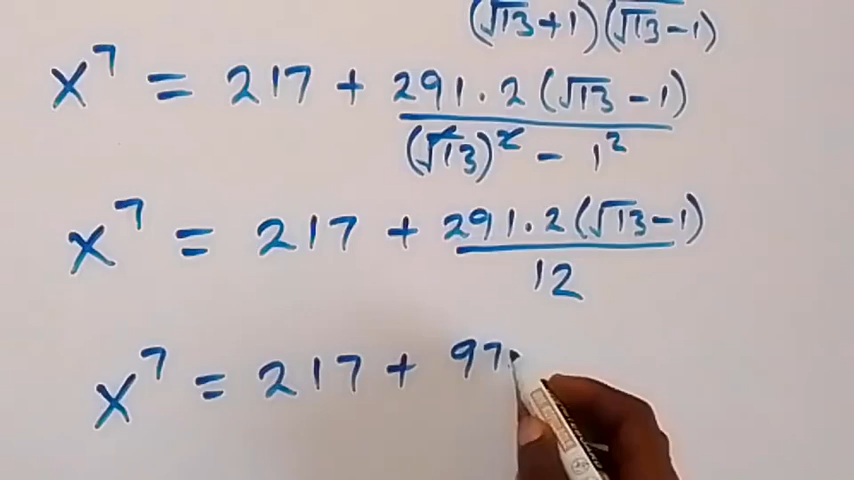 (√13+1)(√13-1)
x⁷ = 217 + 291·2(√13-1)/(√13)² - 1²
x⁷ = 217 + 291·2(√13-1)/12
x⁷ = 217 + 97